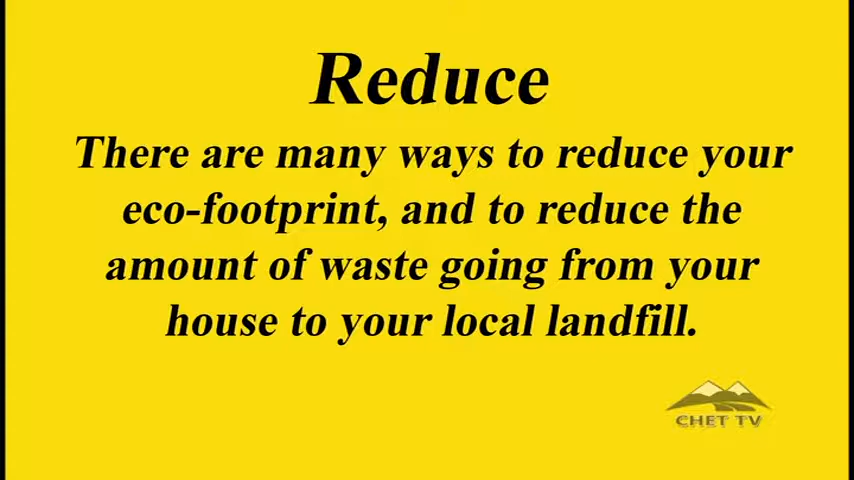 Reduce
There are many ways to reduce your
eco-footprint, and to reduce the
amount of waste going from your
house to your local landfill.
CHET TV